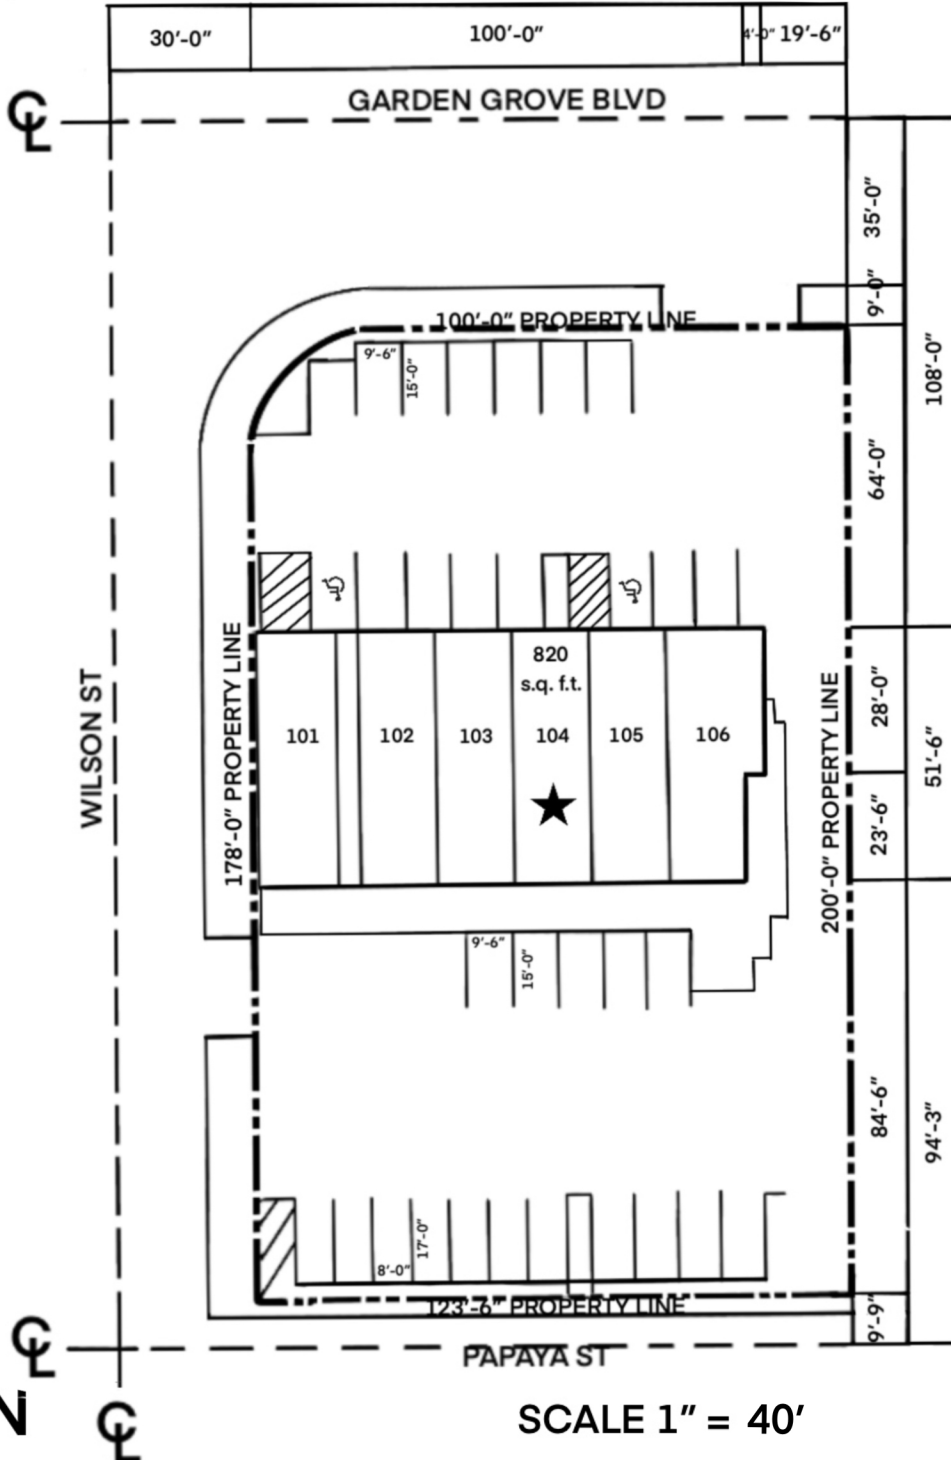 30'-0"
100'-0"
4'-0"
19'-6"
GARDEN GROVE BLVD
CL
35'-0"
9'-0"
108'-0"
100'-0" PROPERTY LINE
9'-6"
15'-0"
64'-0"
WILSON ST
178'-0" PROPERTY LINE
820
s.q. f.t.
101
102
103
104
105
106
200'-0" PROPERTY LINE
28'-0"
51'-6"
23'-6"
9'-6"
15'-0"
84'-6"
94'-3"
17'-0"
8'-0"
123'-6" PROPERTY LINE
9'-9"
CL
PAPAYA ST
N
CL
SCALE 1" = 40'